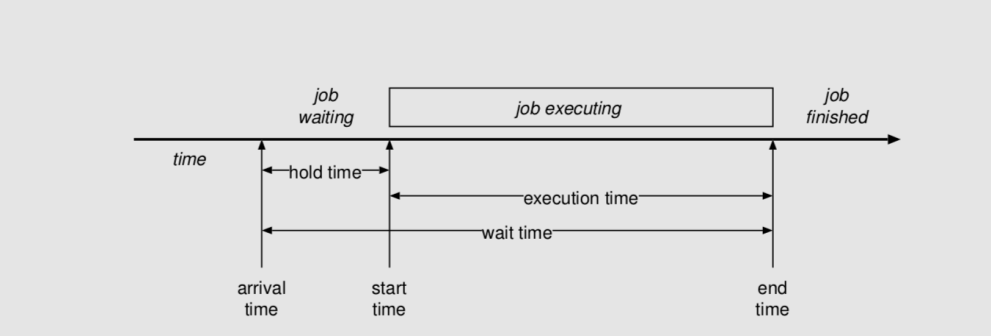 job
waiting
job executing
job
finished
time
hold time
execution time
wait time
arrival
time
start
time
end
time